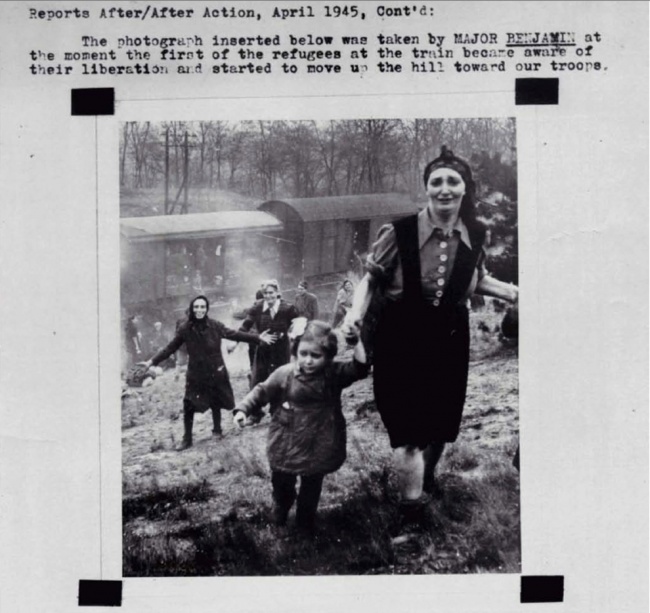 Reports After/After Action, April 1945, Cont'd:
The photograph inserted below was taken by MAJOR BENJAMIN at
the moment the first of the refugees at the train became aware of
their liberation and started to move up the hill toward our troops.